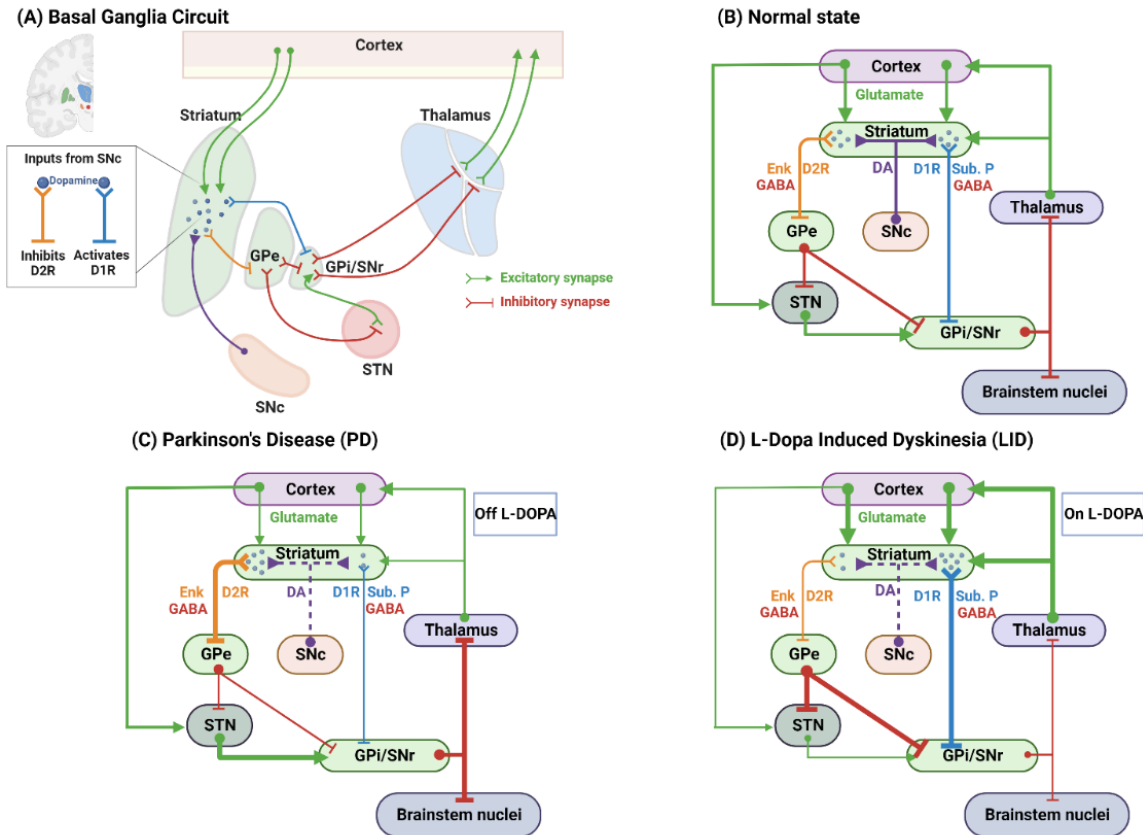 (A) Basal Ganglia Circuit
Cortex
Striatum
Thalamus
Inputs from SNc
Dopamine
Inhibits Activates
D2R D1R
GPe
GPi/SNr
Excitatory synapse
Inhibitory synapse
STN
SNc
(B) Normal state
Cortex
Glutamate
Striatum
Enk D2R DA D1R Sub. P
GABA GABA
GPe SNc Thalamus
STN
GPi/SNr
Brainstem nuclei
(C) Parkinson's Disease (PD)
Cortex
Off L-DOPA
Glutamate
Striatum
Enk D2R DA D1R Sub. P
GABA GABA
GPe SNc Thalamus
STN
GPi/SNr
Brainstem nuclei
(D) L-Dopa Induced Dyskinesia (LID)
Cortex
On L-DOPA
Glutamate
Striatum
Enk D2R DA D1R Sub. P
GABA GABA
GPe SNc Thalamus
STN
GPi/SNr
Brainstem nuclei